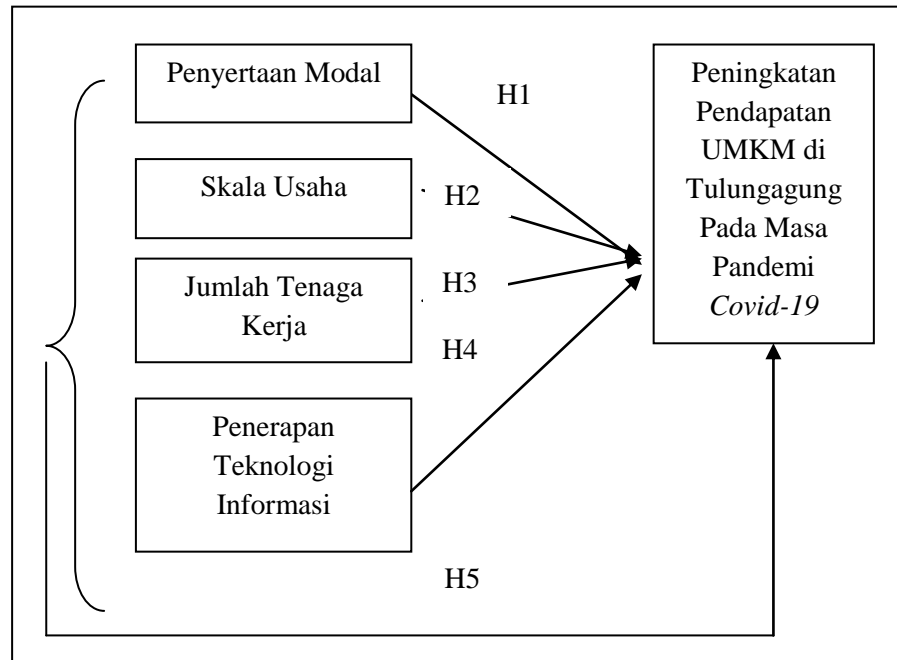 Penyertaan Modal
H1
Skala Usaha
H2
Jumlah Tenaga
Kerja
H3
H4
Penerapan
Teknologi
Informasi
H5
Peningkatan
Pendapatan
UMKM di
Tulungagung
Pada Masa
Pandemi
Covid-19